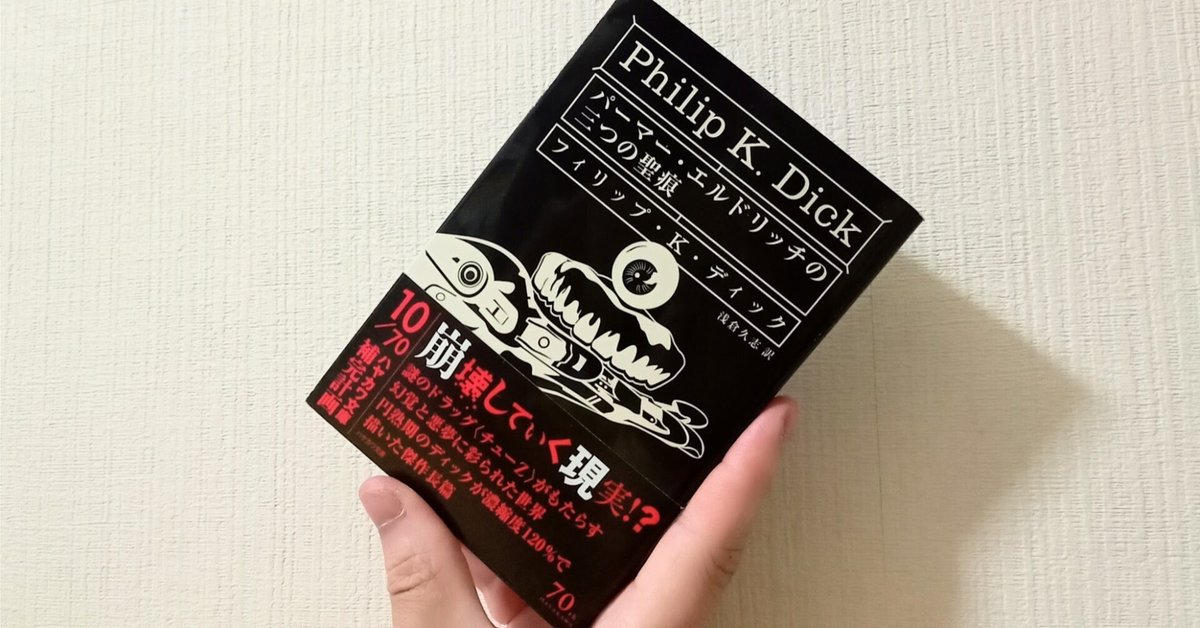 Philip K. Dick
パーマー・エルドリッチの
三つの聖痕
フィリップ・K・ディック
浅倉久志 訳
崩壊していく現実!?
謎のドラッグ〈チューZ〉がもたらす
幻覚と悪夢に彩られた世界
円熟期のディックが濃縮度120%で
描いた傑作長篇
10/70
ハヤカワ文庫
補完計画
70